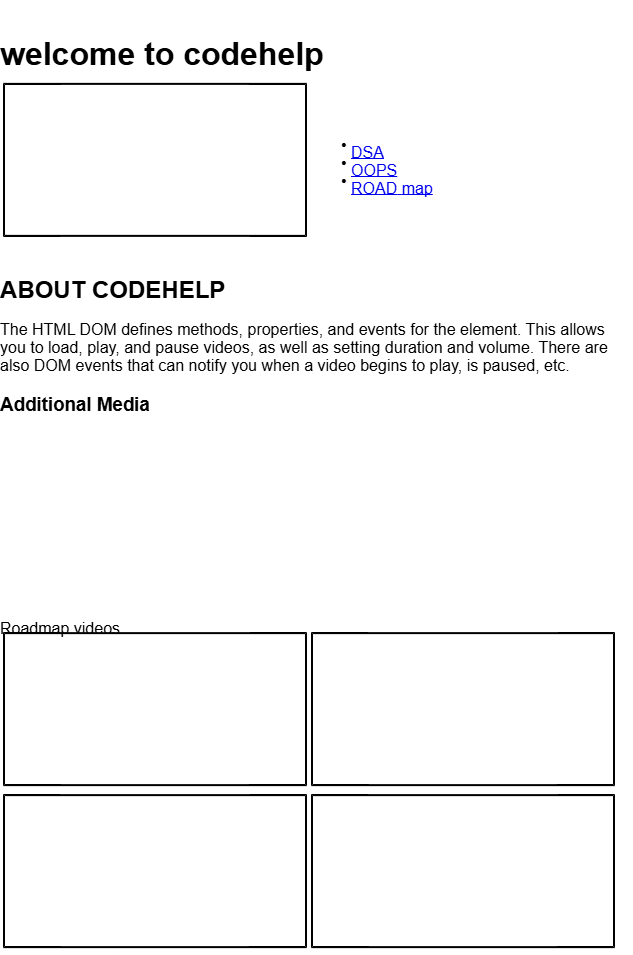 welcome to codehelp
DSA
OOPS
ROAD map
ABOUT CODEHELP
The HTML DOM defines methods, properties, and events for the element. This allows
you to load, play, and pause videos, as well as setting duration and volume. There are
also DOM events that can notify you when a video begins to play, is paused, etc.
Additional Media
Roadmap videos